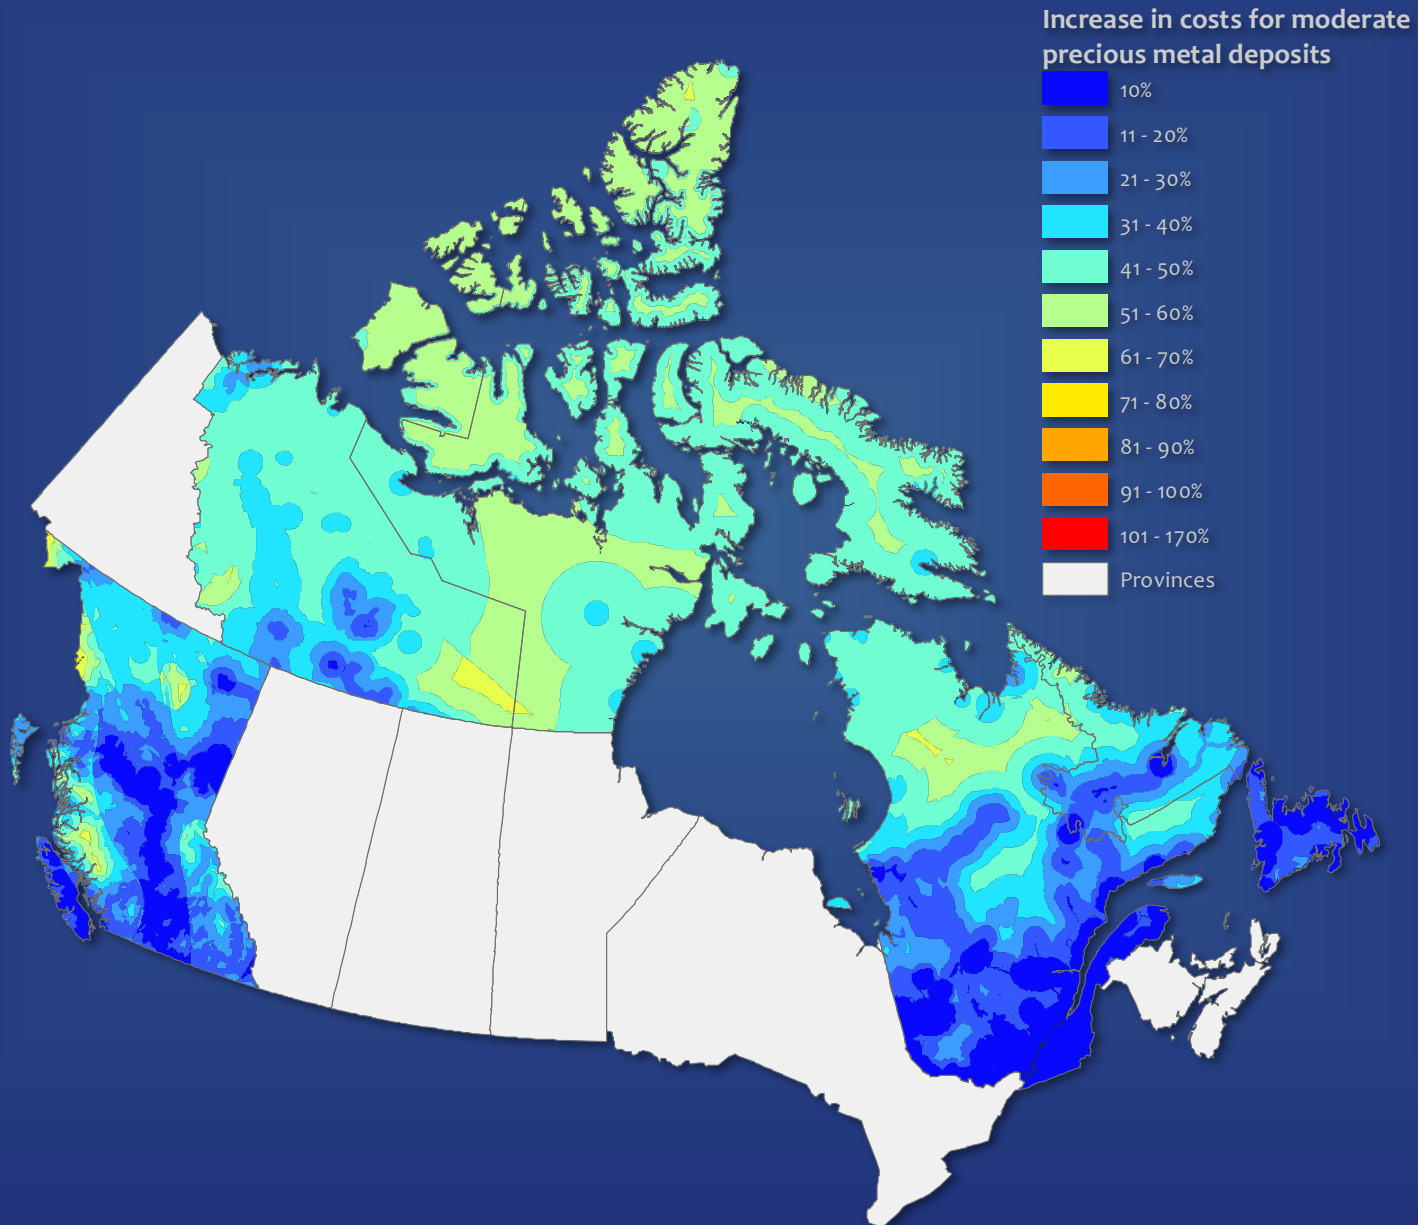 Increase in costs for moderate
precious metal deposits
10%
11 - 20%
21 - 30%
31 - 40%
41 - 50%
51 - 60%
61 - 70%
71 - 80%
81 - 90%
91 - 100%
101 - 170%
Provinces